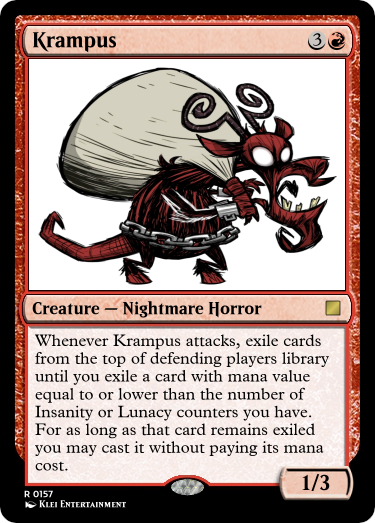 Krampus 3
Creature — Nightmare Horror
Whenever Krampus attacks, exile cards
from the top of defending players library
until you exile a card with mana value
equal to or lower than the number of
Insanity or Lunacy counters you have.
For as long as that card remains exiled
you may cast it without paying its mana
cost.
1/3
R 0157
KLEI ENTERTAINMENT